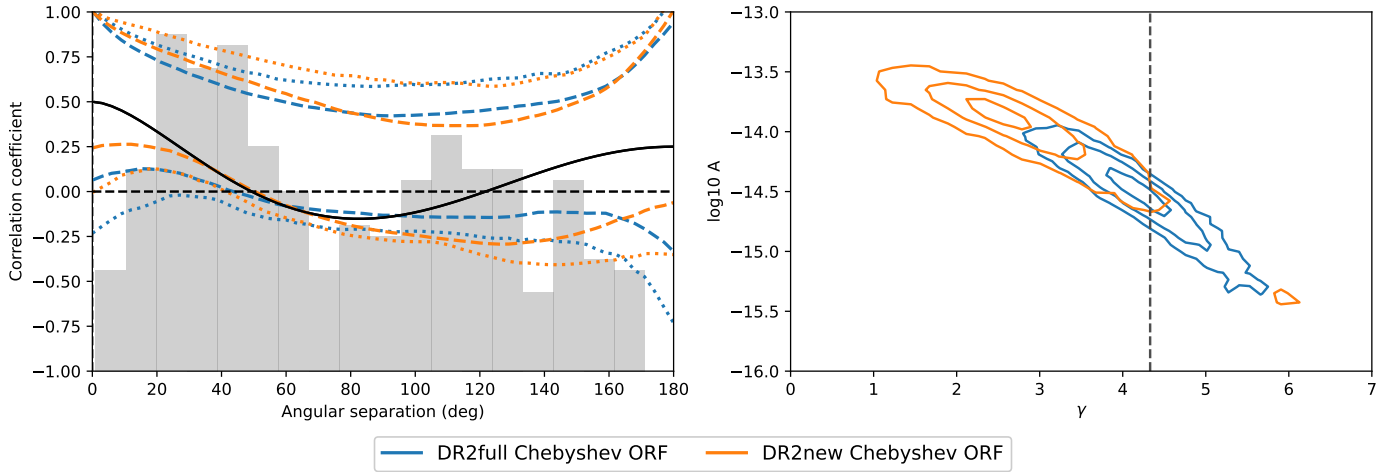 1.00
0.75
0.50
0.25
0.00
−0.25
−0.50
−0.75
−1.00
Correlation coefficient
0 20 40 60 80 100 120 140 160 180
Angular separation (deg)
−13.0
−13.5
−14.0
−14.5
−15.0
−15.5
−16.0
log10 A
0 1 2 3 4 5 6 7
γ
DR2full Chebyshev ORF DR2new Chebyshev ORF